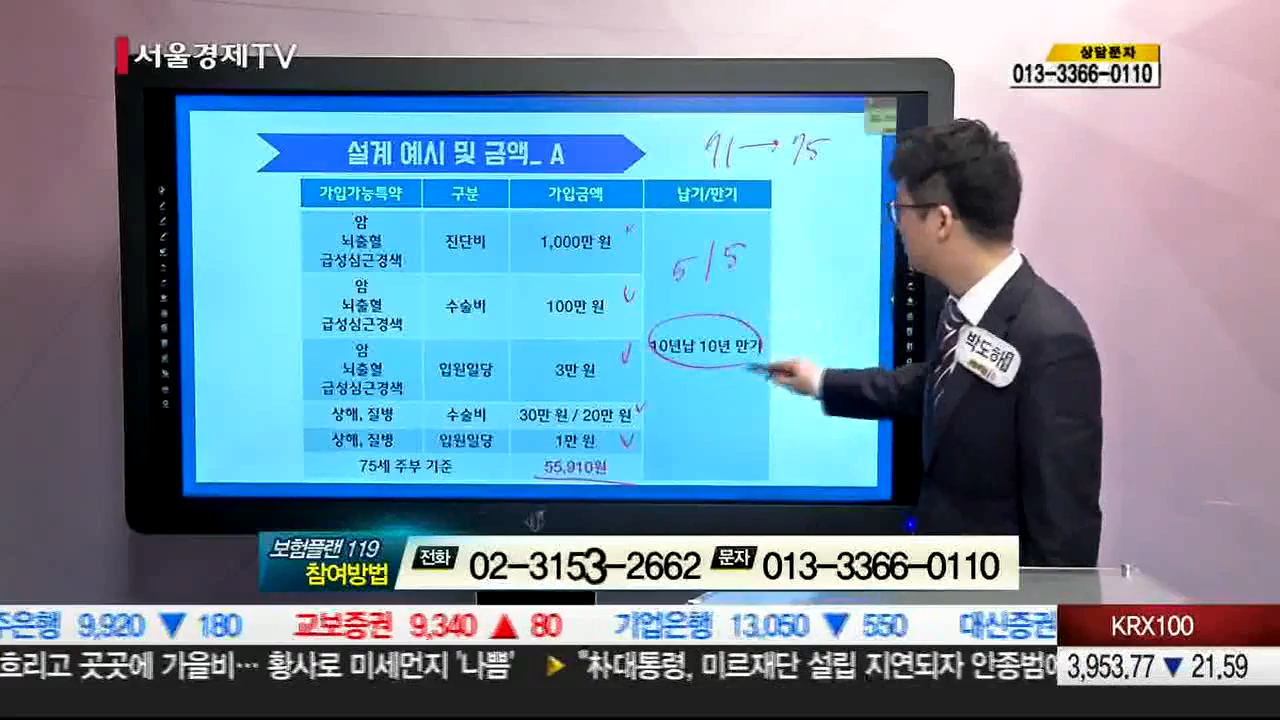 서울경제TV
상담문자
013-3366-0110
설계 예시 및 금액_ A
71→75
가입가능특약 구분 가입금액 납기/만기
암
뇌출혈
급성심근경색
진단비
1,000만 원
5/5
암
뇌출혈
급성심근경색
수술비
100만 원
10년납 10년 만기
암
뇌출혈
급성심근경색
입원일당
3만 원
상해, 질병 수술비 30만 원 / 20만 원
상해, 질병 입원일당 1만 원
75세 주부 기준 55,910원
박도하
보험플랜 119
참여방법
전화 02-3153-2662 문자 013-3366-0110
주은행 9,920 ▼ 180 교보증권 9,340 ▲ 80 기업은행 13,050 ▼ 550 대신증권
KRX100
흐리고 곳곳에 가을비… 황사로 미세먼지 '나쁨' ▶ "朴대통령, 미르재단 설립 지연되자 안종범에
3,953.77 ▼ 21.59